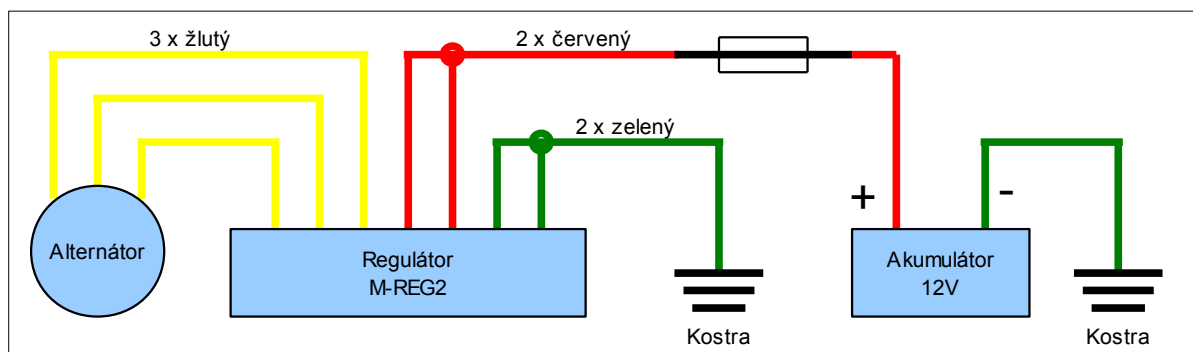 3 x žlutý
2 x červený
2 x zelený
+
-
Alternátor
Regulátor
M-REG2
Akumulátor
12V
Kostra
Kostra